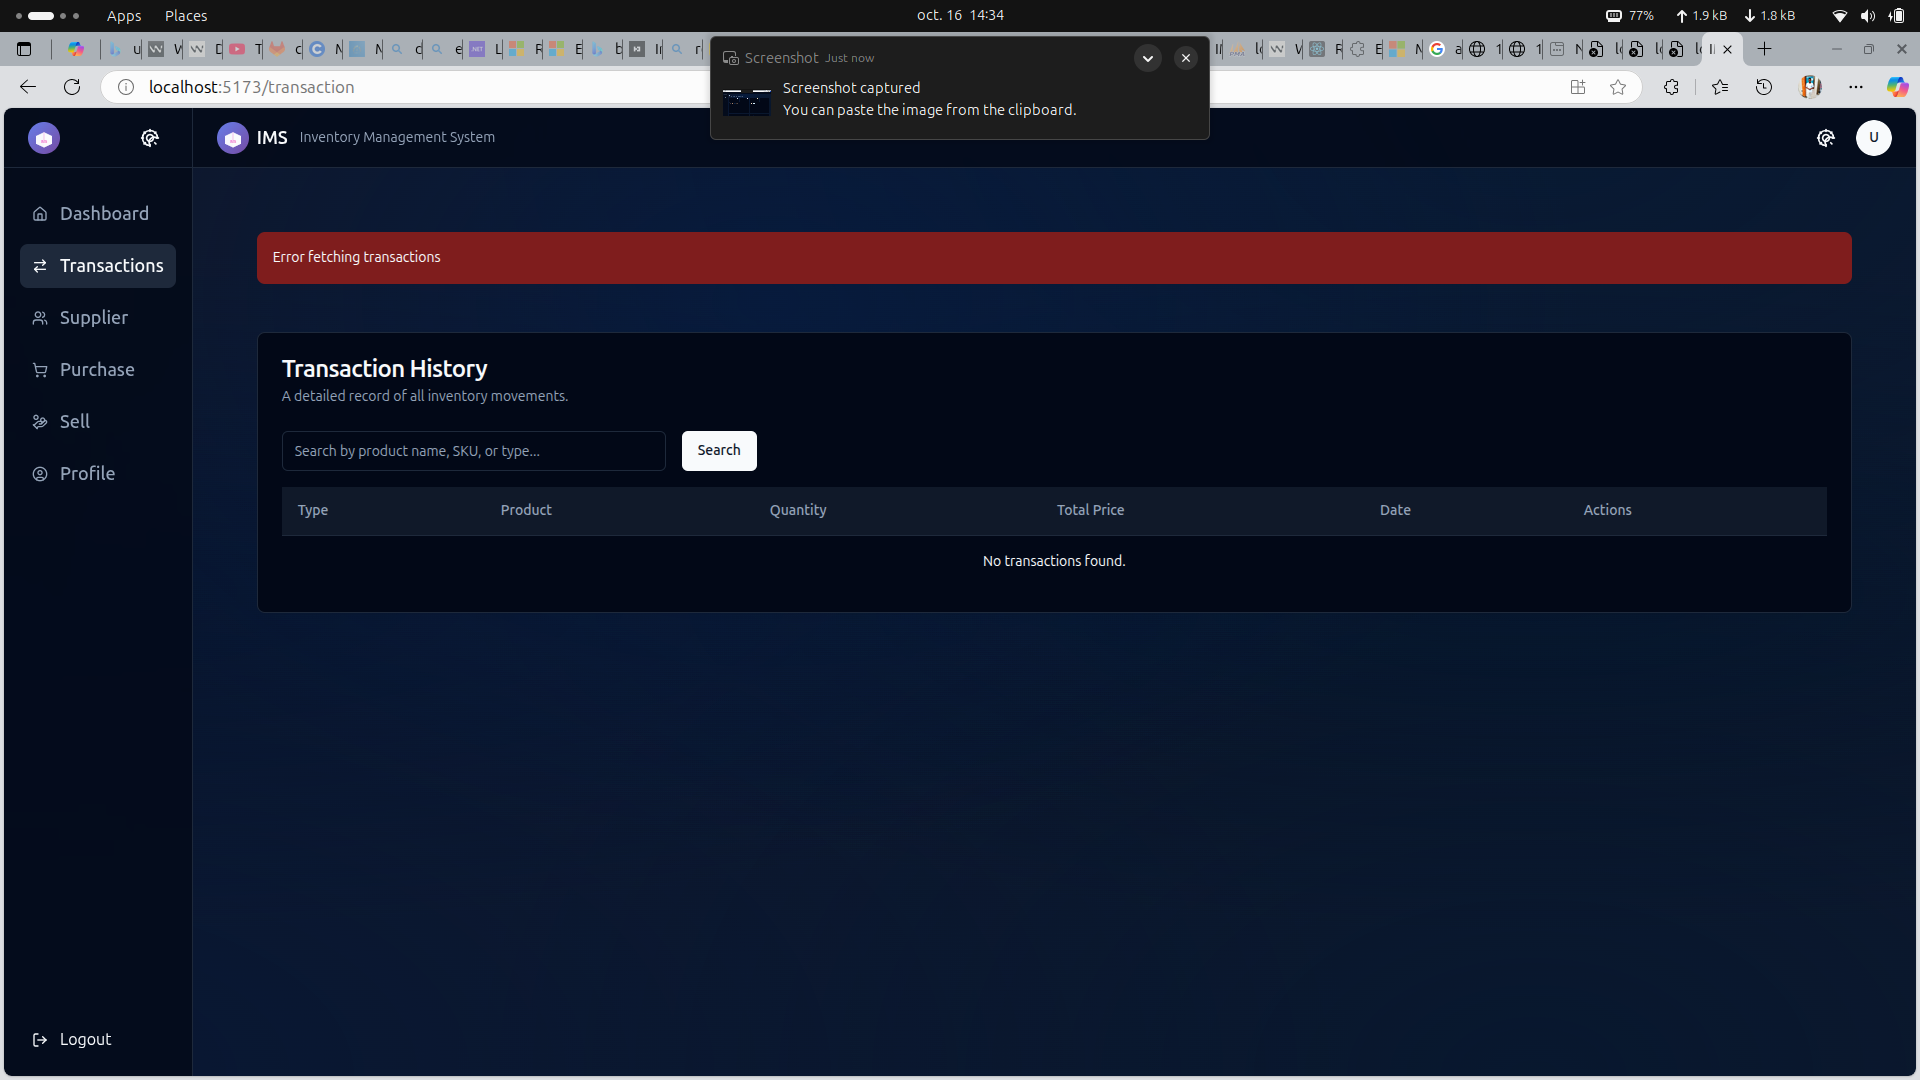 Apps Places oct. 16 14:34 77% 1.9 kB 1.8 kB
Screenshot Just now
Screenshot captured
You can paste the image from the clipboard.
localhost:5173/transaction
IMS Inventory Management System U
Dashboard
Transactions
Supplier
Purchase
Sell
Profile
Logout
Error fetching transactions
Transaction History
A detailed record of all inventory movements.
Search by product name, SKU, or type... Search
Type Product Quantity Total Price Date Actions
No transactions found.